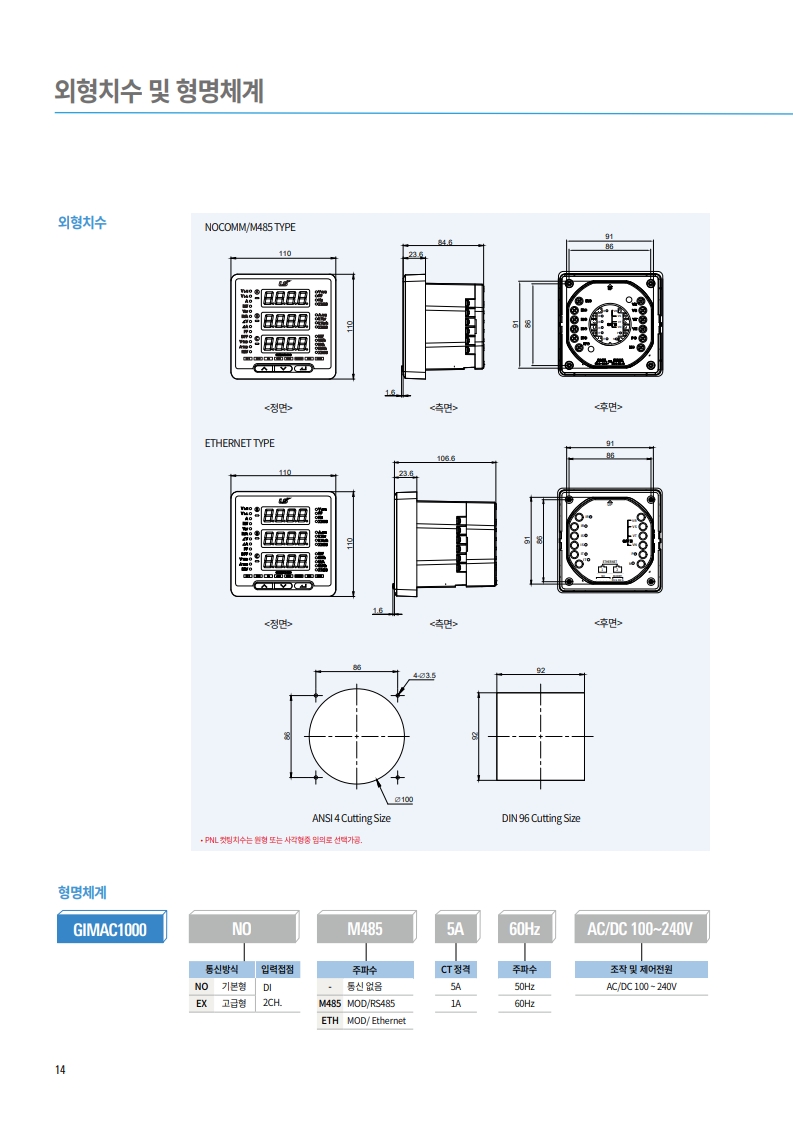 외형치수 및 형명체계
외형치수
NOCOMM/M485 TYPE
110
110
84.6
23.6
1.6
91
86
91
86
<정면>
<측면>
<후면>
ETHERNET TYPE
110
110
106.6
23.6
1.6
91
86
91
86
ETHERNET
<정면>
<측면>
<후면>
86
4-∅3.5
86
∅100
92
92
ANSI 4 Cutting Size
DIN 96 Cutting Size
• PNL 컷팅치수는 원형 또는 사각형중 임의로 선택가공.
형명체계
GIMAC1000 NO M485 5A 60Hz AC/DC 100~240V
통신방식 입력접점 주파수 CT 정격 주파수 조작 및 제어전원
NO 기본형 DI - 통신 없음 5A 50Hz AC/DC 100 ~ 240V
EX 고급형 2CH. M485 MOD/RS485 1A 60Hz
ETH MOD/ Ethernet
14